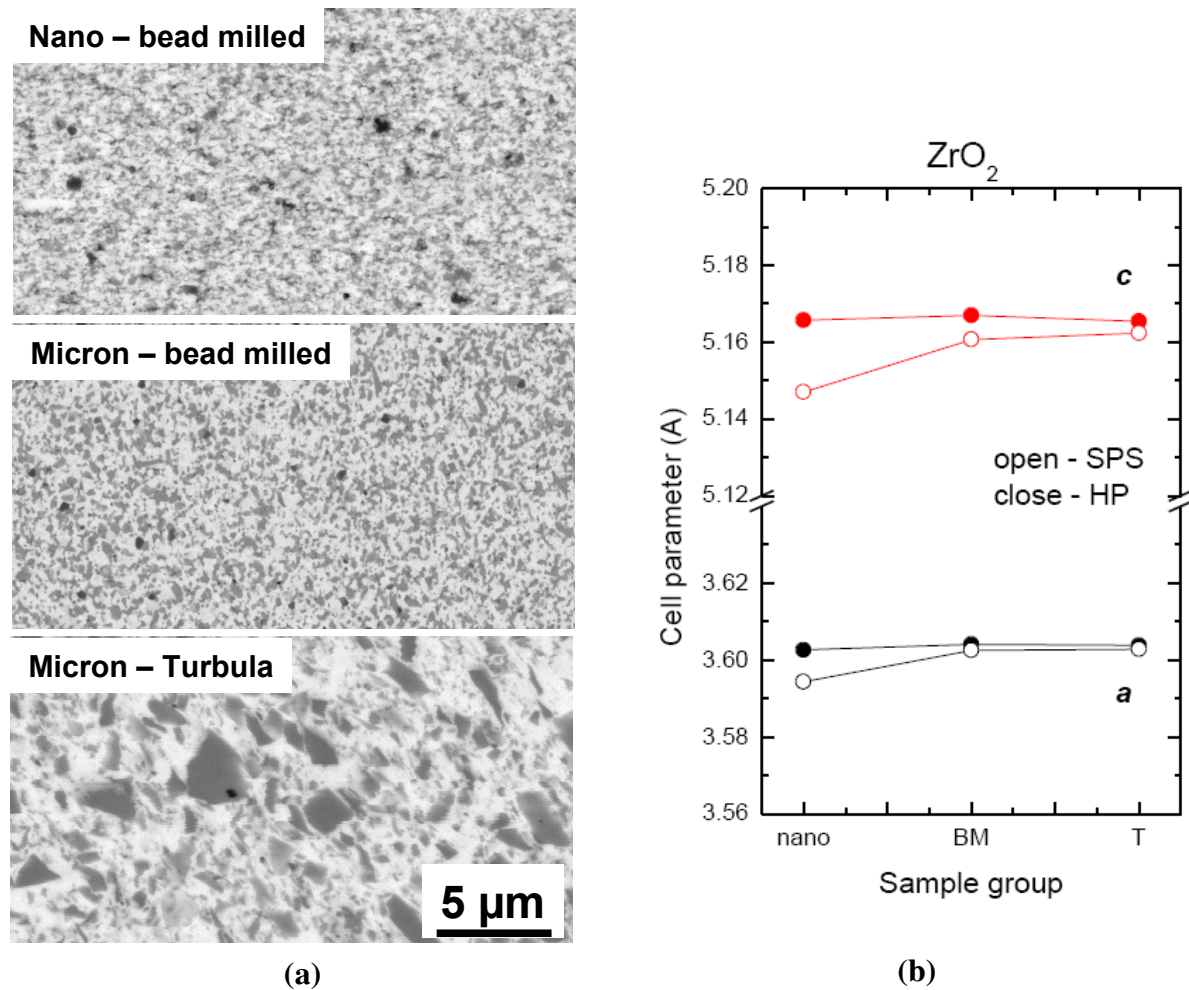 Nano – bead milled
Micron – bead milled
Micron – Turbula
5 µm
(a)
ZrO2
5.20
5.18
5.16
5.14
5.12
3.62
3.60
3.58
3.56
Cell parameter (A)
c
open - SPS
close - HP
a
nano BM T
Sample group
(b)